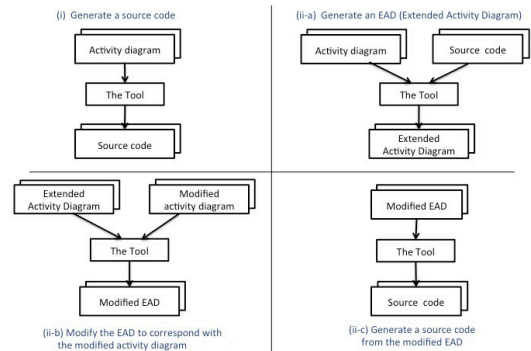 (i) Generate a source code
Activity diagram
The Tool
Source code
(ii-a) Generate an EAD (Extended Activity Diagram)
Activity diagram
Source code
The Tool
Extended
Activity Diagram
Extended
Activity Diagram
Modified
activity diagram
The Tool
Modified EAD
(ii-b) Modify the EAD to correspond with
the modified activity diagram
Modified EAD
The Tool
Source code
(ii-c) Generate a source code
from the modified EAD